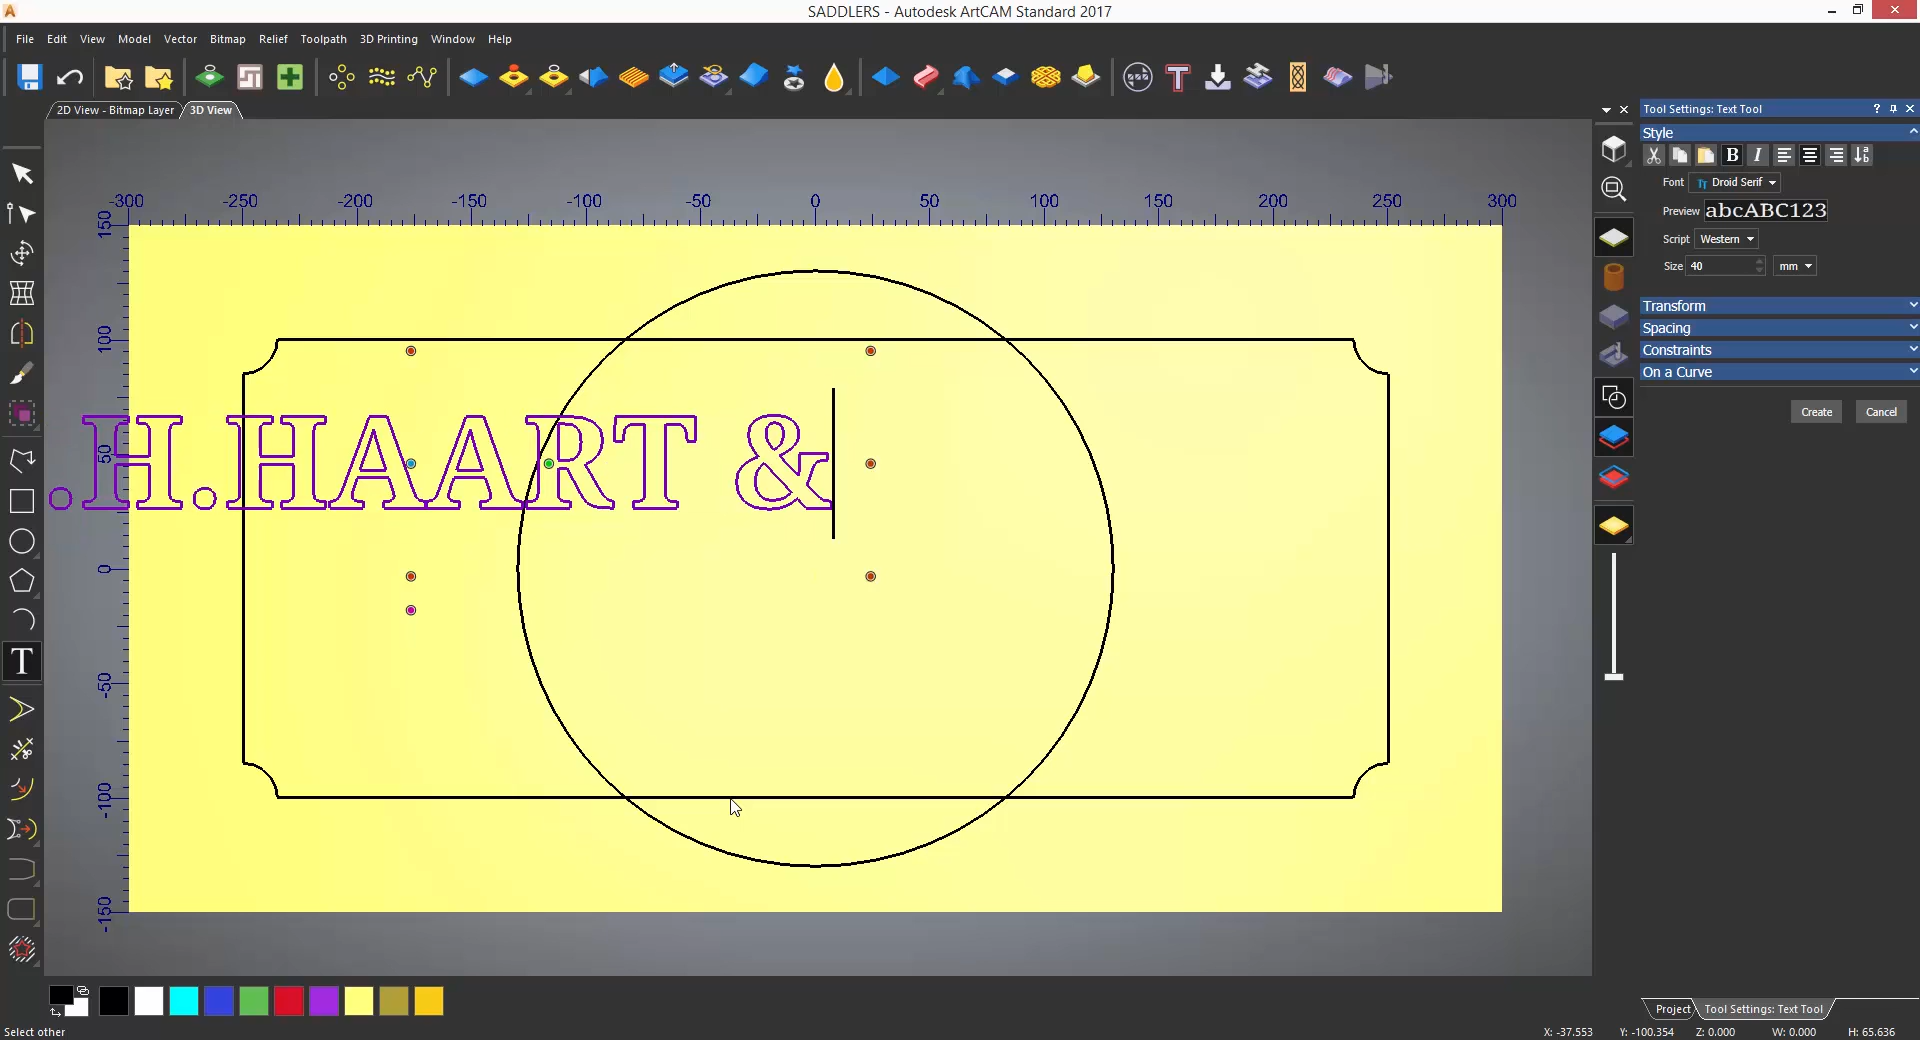 SADDLERS - Autodesk ArtCAM Standard 2017
File Edit View Model Vector Bitmap Relief Toolpath 3D Printing Window Help
2D View - Bitmap Layer 3D View
Tool Settings: Text Tool
Style
B I
Font Tt Droid Serif
Preview abcABC123
Script Western
Size 40 mm
Transform
Spacing
Constraints
On a Curve
Create Cancel
-300 -250 -200 -150 -100 -50 0 50 100 150 200 250 300
150
100
50
0
-50
-100
-150
.H.HAART &
T
Project Tool Settings: Text Tool
Select other
X: -37.553 Y: -100.354 Z: 0.000 W: 0.000 H: 65.636